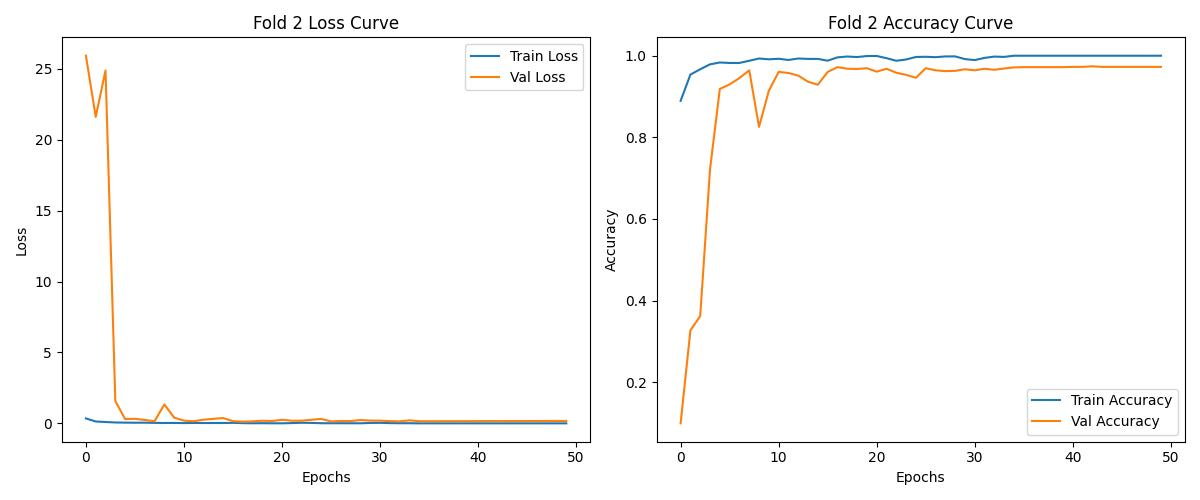 Fold 2 Loss Curve
Train Loss
Val Loss
25
20
15
10
5
0
Loss
0 10 20 30 40 50
Epochs
Fold 2 Accuracy Curve
1.0
0.8
0.6
0.4
0.2
Accuracy
Train Accuracy
Val Accuracy
0 10 20 30 40 50
Epochs